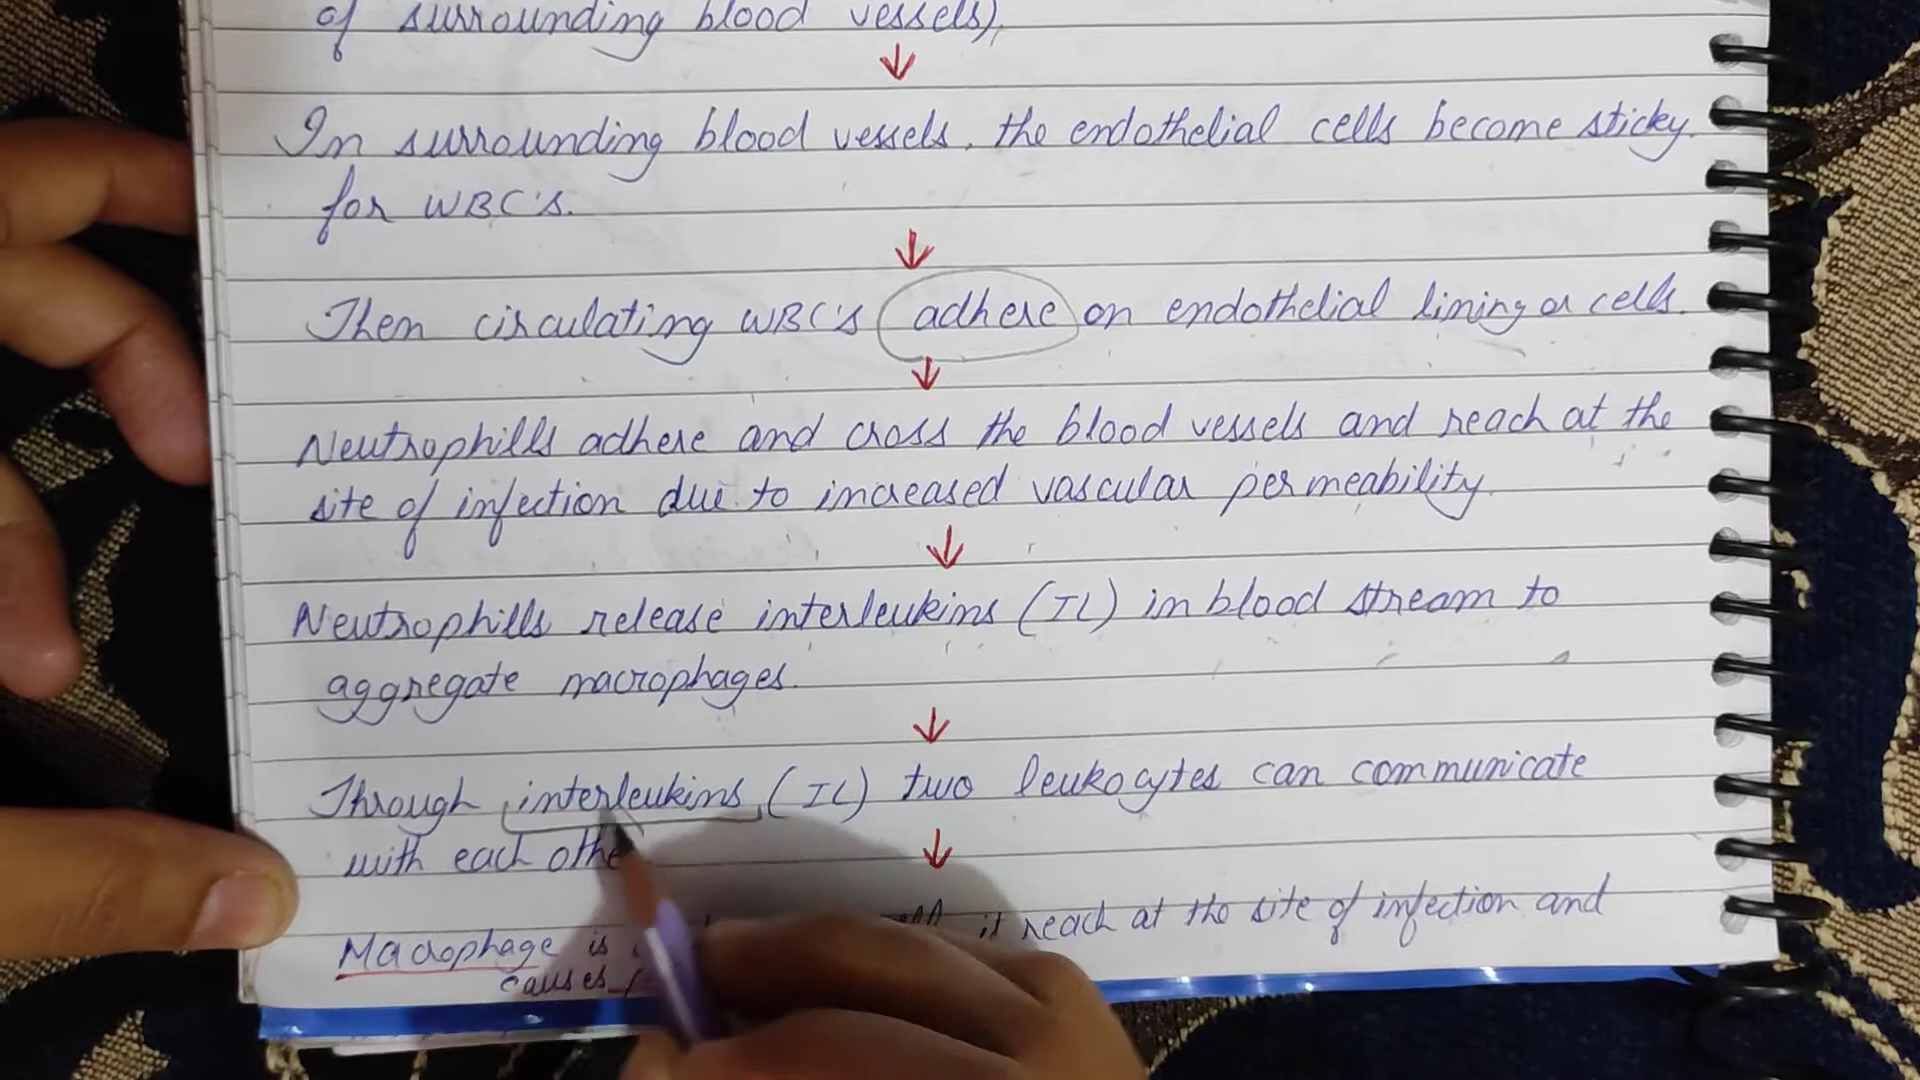 of surrounding blood vessels).
In surrounding blood vessels, the endothelial cells become sticky
for WBC's.
Then circulating WBC's adhere on endothelial lining or cells.
Neutrophills adhere and cross the blood vessels and reach at the
site of infection due to increased vascular permeability.
Neutrophills release interleukins (IL) in blood stream to
aggregate macrophages.
Through interleukins (IL) two leukocytes can communicate
with each othe
Macrophage is it reach at the site of infection and
causes